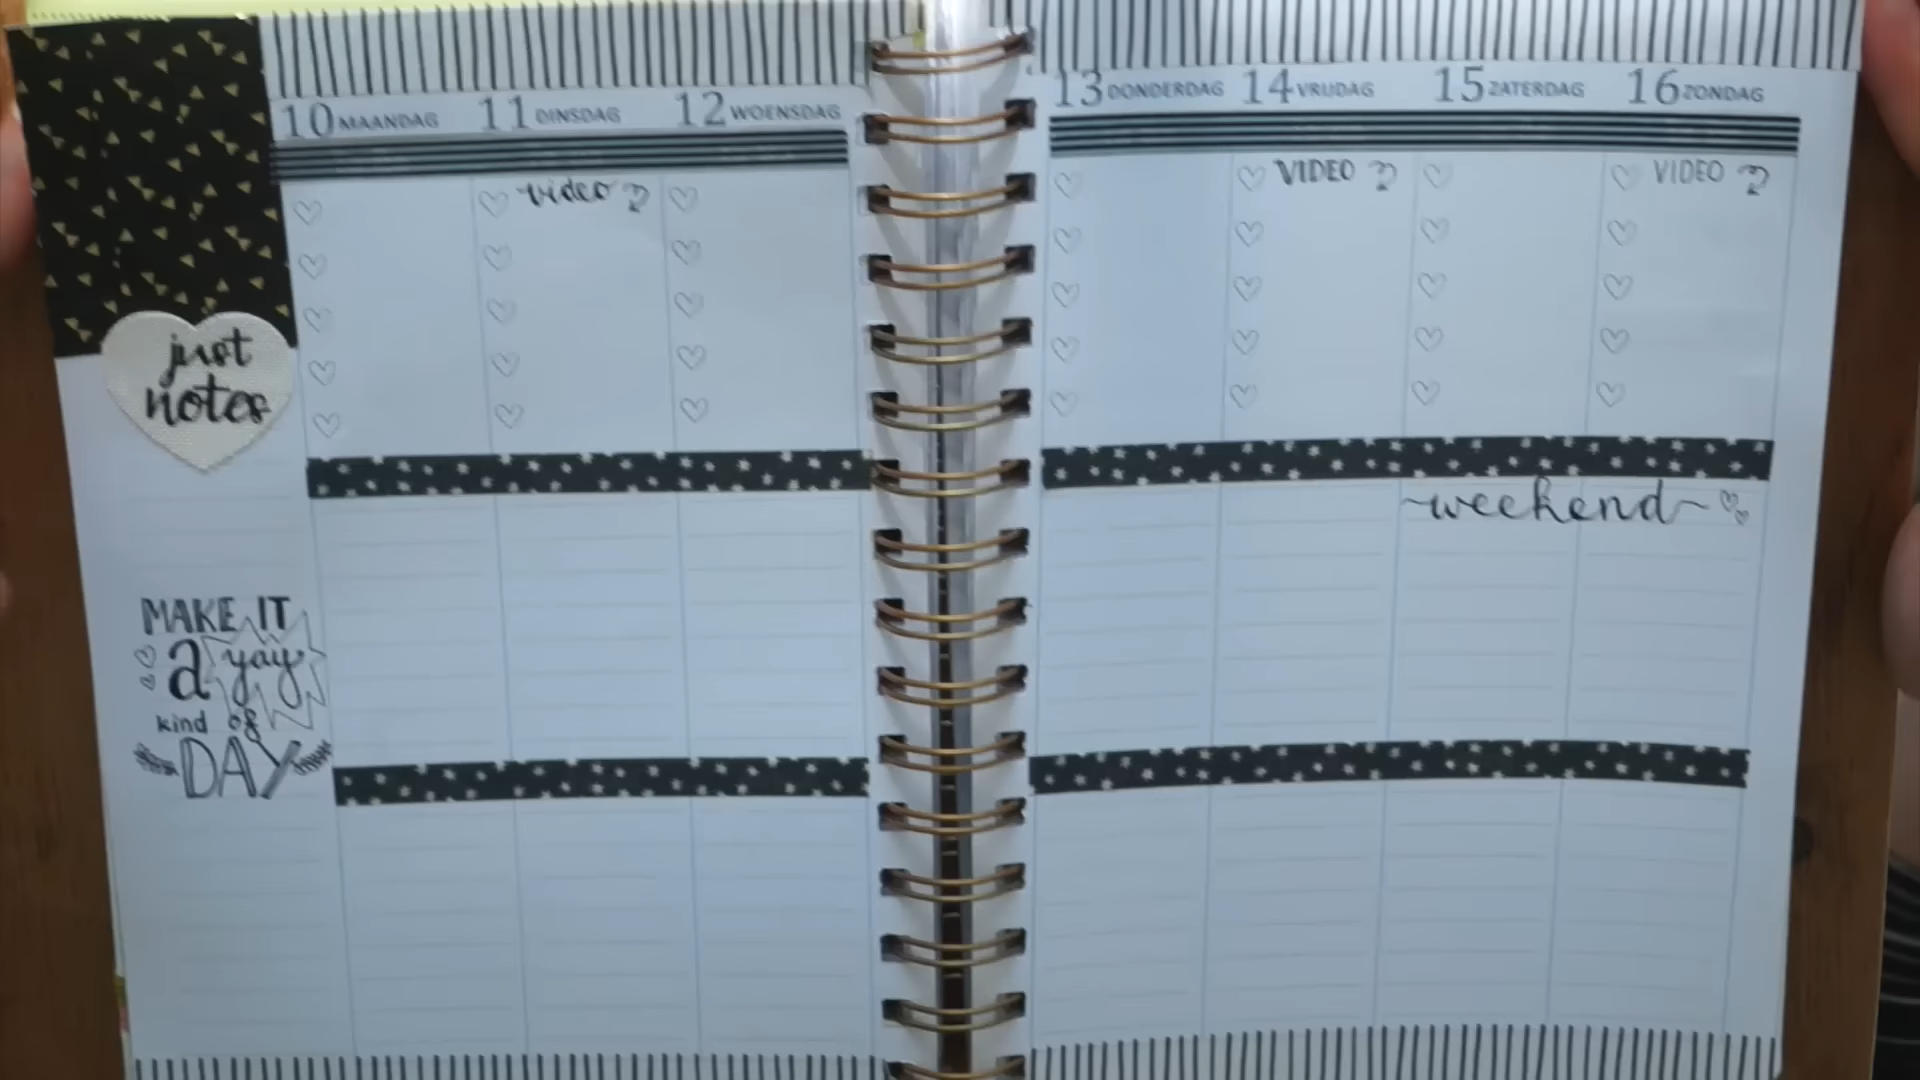 10 MAANDAG 11 DINSDAG 12 WOENSDAG 13 DONDERDAG 14 VRIJDAG 15 ZATERDAG 16 ZONDAG
video VIDEO VIDEO
just
notes
~weekend~
MAKE IT
a yay
kind of
DAY